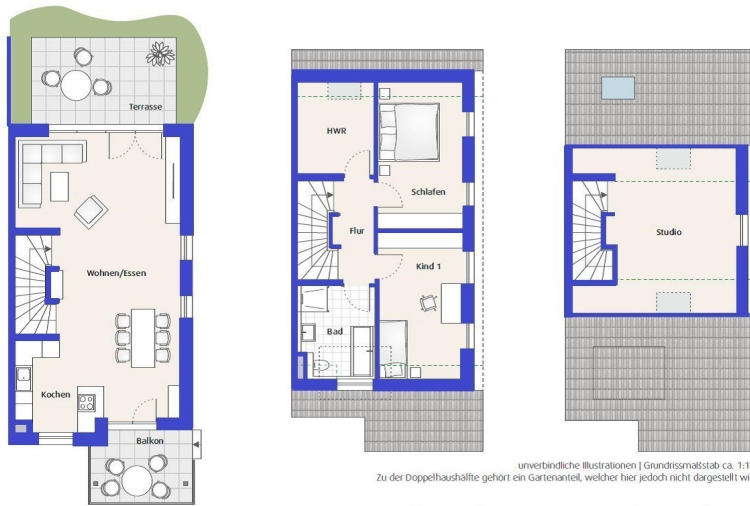 Terrasse
Wohnen/Essen
Kochen
Balkon
HWR
Schlafen
Flur
Kind 1
Bad
Studio
unverbindliche Illustrationen | Grundrissmaßstab ca. 1:1
Zu der Doppelhaushälfte gehört ein Gartenanteil, welcher hier jedoch nicht dargestellt wi